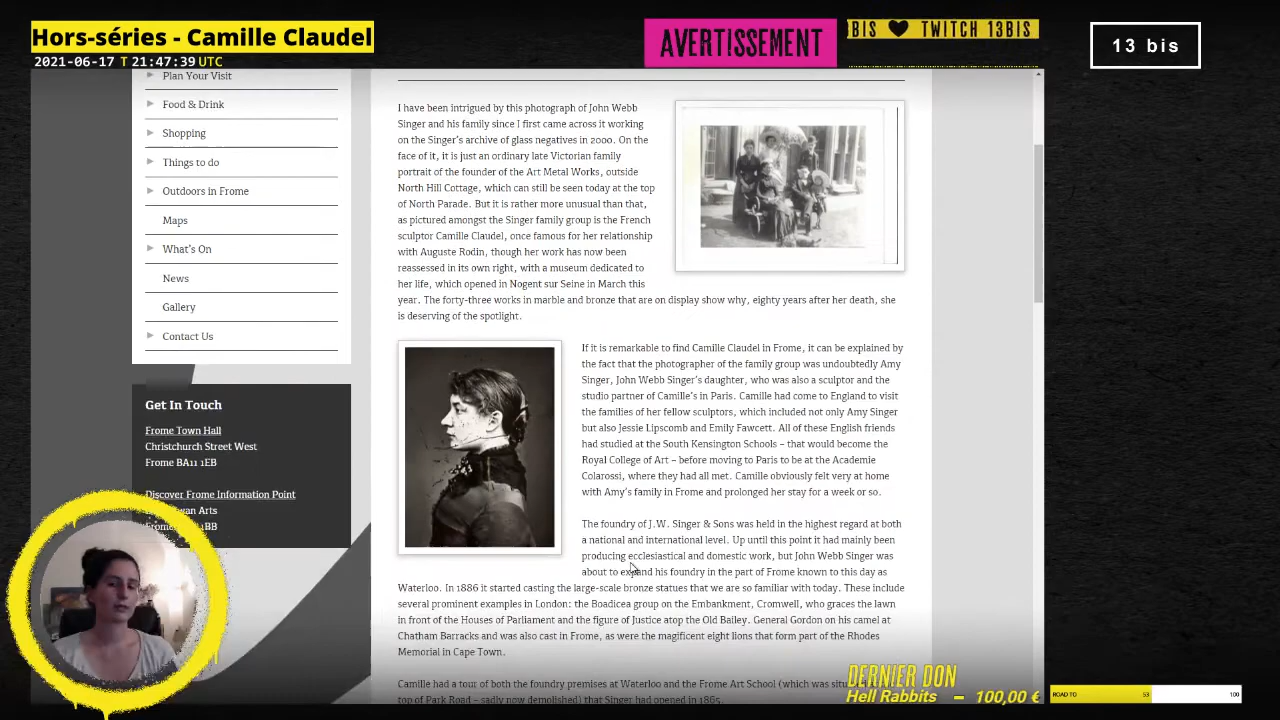 Hors-séries - Camille Claudel
2021-06-17 T 21:47:39 UTC
AVERTISSEMENT
BIS TWITCH 13BIS
13 bis
Plan Your Visit
Food & Drink
Shopping
Things to do
Outdoors in Frome
Maps
What's On
News
Gallery
Contact Us
Get In Touch
Frome Town Hall
Christchurch Street West
Frome BA11 1EB
Discover Frome Information Point
Arts
1BB
I have been intrigued by this photograph of John Webb
Singer and his family since I first came across it working
on the Singer's archive of glass negatives in 2000. On the
face of it, it is just an ordinary late Victorian family
portrait of the founder of the Art Metal Works, outside
North Hill Cottage, which can still be seen today at the top
of North Parade. But it is rather more unusual than that,
as pictured amongst the Singer family group is the French
sculptor Camille Claudel, once famous for her relationship
with Auguste Rodin, though her work has now been
reassessed in its own right, with a museum dedicated to
her life, which opened in Nogent sur Seine in March this
year. The forty-three works in marble and bronze that are on display show why, eighty years after her death, she
is deserving of the spotlight.
If it is remarkable to find Camille Claudel in Frome, it can be explained by
the fact that the photographer of the family group was undoubtedly Amy
Singer, John Webb Singer's daughter, who was also a sculptor and the
studio partner of Camille's in Paris. Camille had come to England to visit
the families of her fellow sculptors, which included not only Amy Singer
but also Jessie Lipscomb and Emily Fawcett. All of these English friends
had studied at the South Kensington Schools – that would become the
Royal College of Art – before moving to Paris to be at the Academie
Colarossi, where they had all met. Camille obviously felt very at home
with Amy's family in Frome and prolonged her stay for a week or so.
The foundry of J.W. Singer & Sons was held in the highest regard at both
a national and international level. Up until this point it had mainly been
producing ecclesiastical and domestic work, but John Webb Singer was
about to expand his foundry in the part of Frome known to this day as
Waterloo. In 1886 it started casting the large-scale bronze statues that we are so familiar with today. These include
several prominent examples in London: the Boadicea group on the Embankment, Cromwell, who graces the lawn
in front of the Houses of Parliament and the figure of Justice atop the Old Bailey. General Gordon on his camel at
Chatham Barracks and was also cast in Frome, as were the magificent eight lions that form part of the Rhodes
Memorial in Cape Town.
Camille had a tour of both the foundry premises at Waterloo and the Frome Art School (which was situ
top of Park Road – sadly now demolished) that Singer had opened in 1865.
DERNIER DON
Hell Rabbits – 100,00 €
ROAD TO 53 100